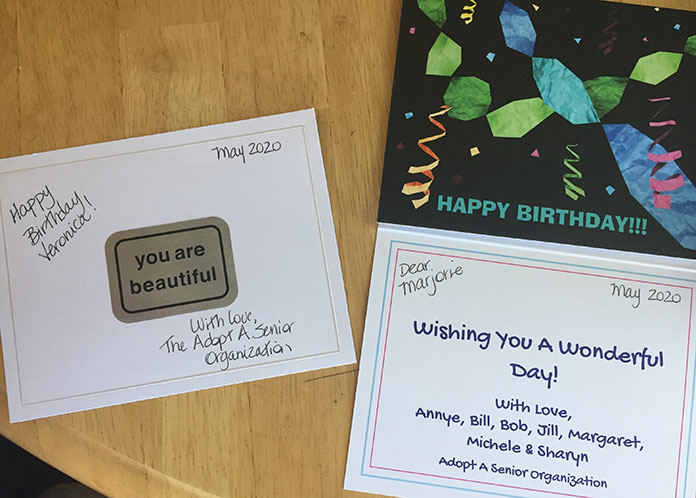 May 2020
Happy
Birthday
Veronica!
you are
beautiful
With love,
The Adopt A Senior
Organization
HAPPY BIRTHDAY!!!
Dear
Marjorie
May 2020
Wishing You A Wonderful
Day!
With Love,
Annye, Bill, Bob, Jill, Margaret,
Michele & Sharyn
Adopt A Senior Organization